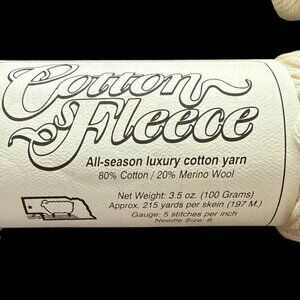 Cotton
Fleece
All-season luxury cotton yarn
80% Cotton / 20% Merino Wool
Net Weight: 3.5 oz. (100 Grams)
Approx. 215 yards per skein (197 M.)
Gauge: 5 stitches per inch
Needle Size: 6